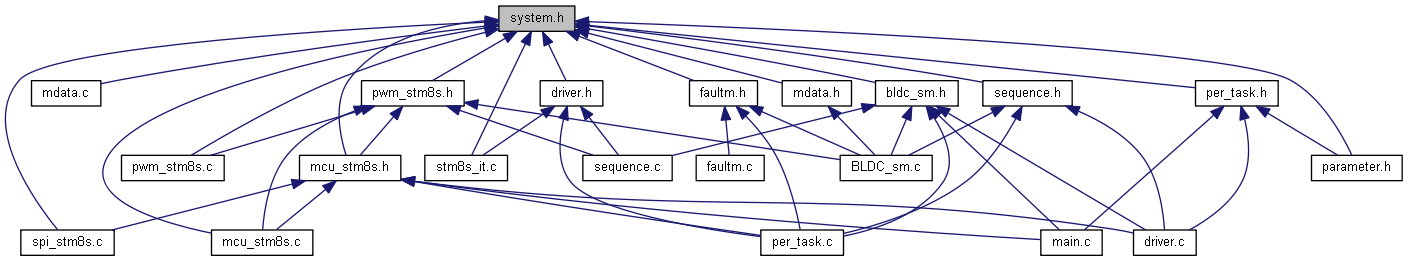 system.h
mdata.c
pwm_stm8s.h
driver.h
faultm.h
mdata.h
bldc_sm.h
sequence.h
per_task.h
pwm_stm8s.c
mcu_stm8s.h
stm8s_it.c
sequence.c
faultm.c
BLDC_sm.c
parameter.h
spi_stm8s.c
mcu_stm8s.c
per_task.c
main.c
driver.c